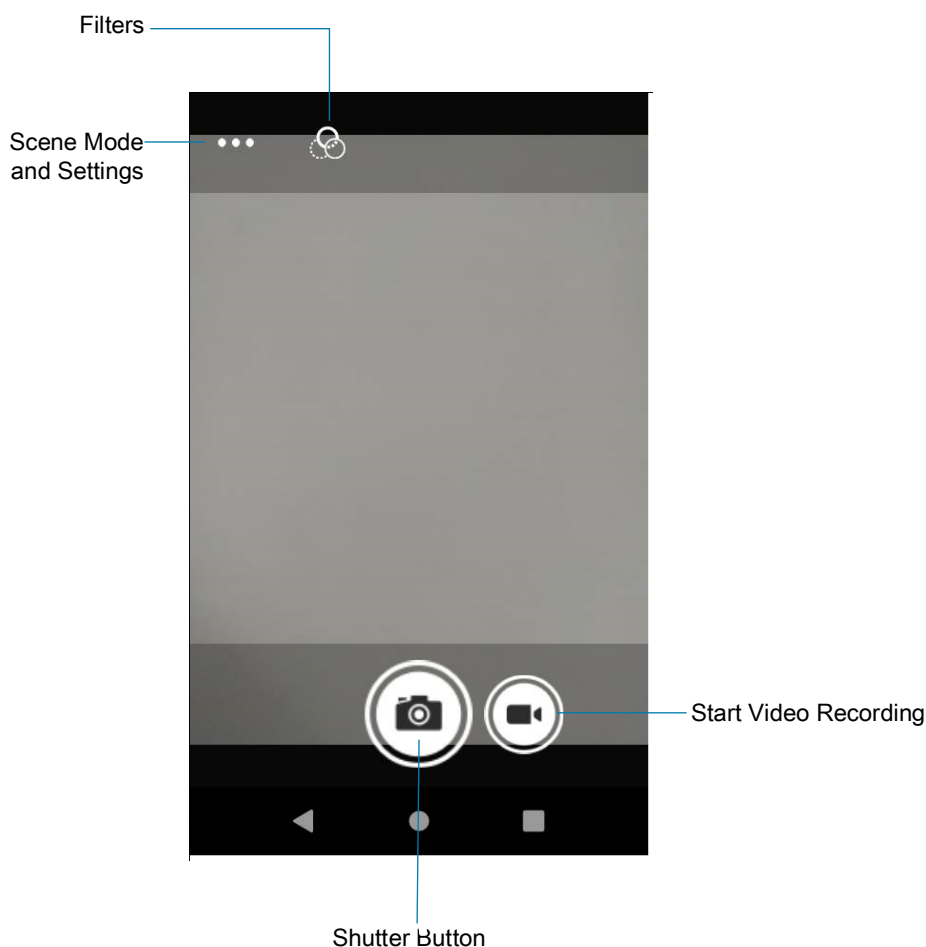 Filters
Scene Mode
and Settings
Start Video Recording
Shutter Button